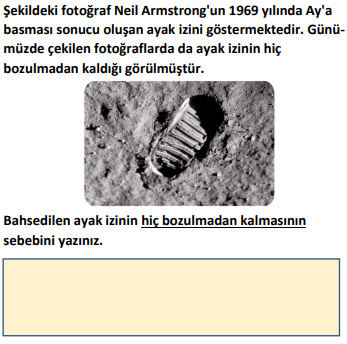 Şekildeki fotoğraf Neil Armstrong'un 1969 yılında Ay'a
basması sonucu oluşan ayak izini göstermektedir. Günü-
müzde çekilen fotoğraflarda da ayak izinin hiç
bozulmadan kaldığı görülmüştür.
Bahsedilen ayak izinin hiç bozulmadan kalmasının
sebebini yazınız.